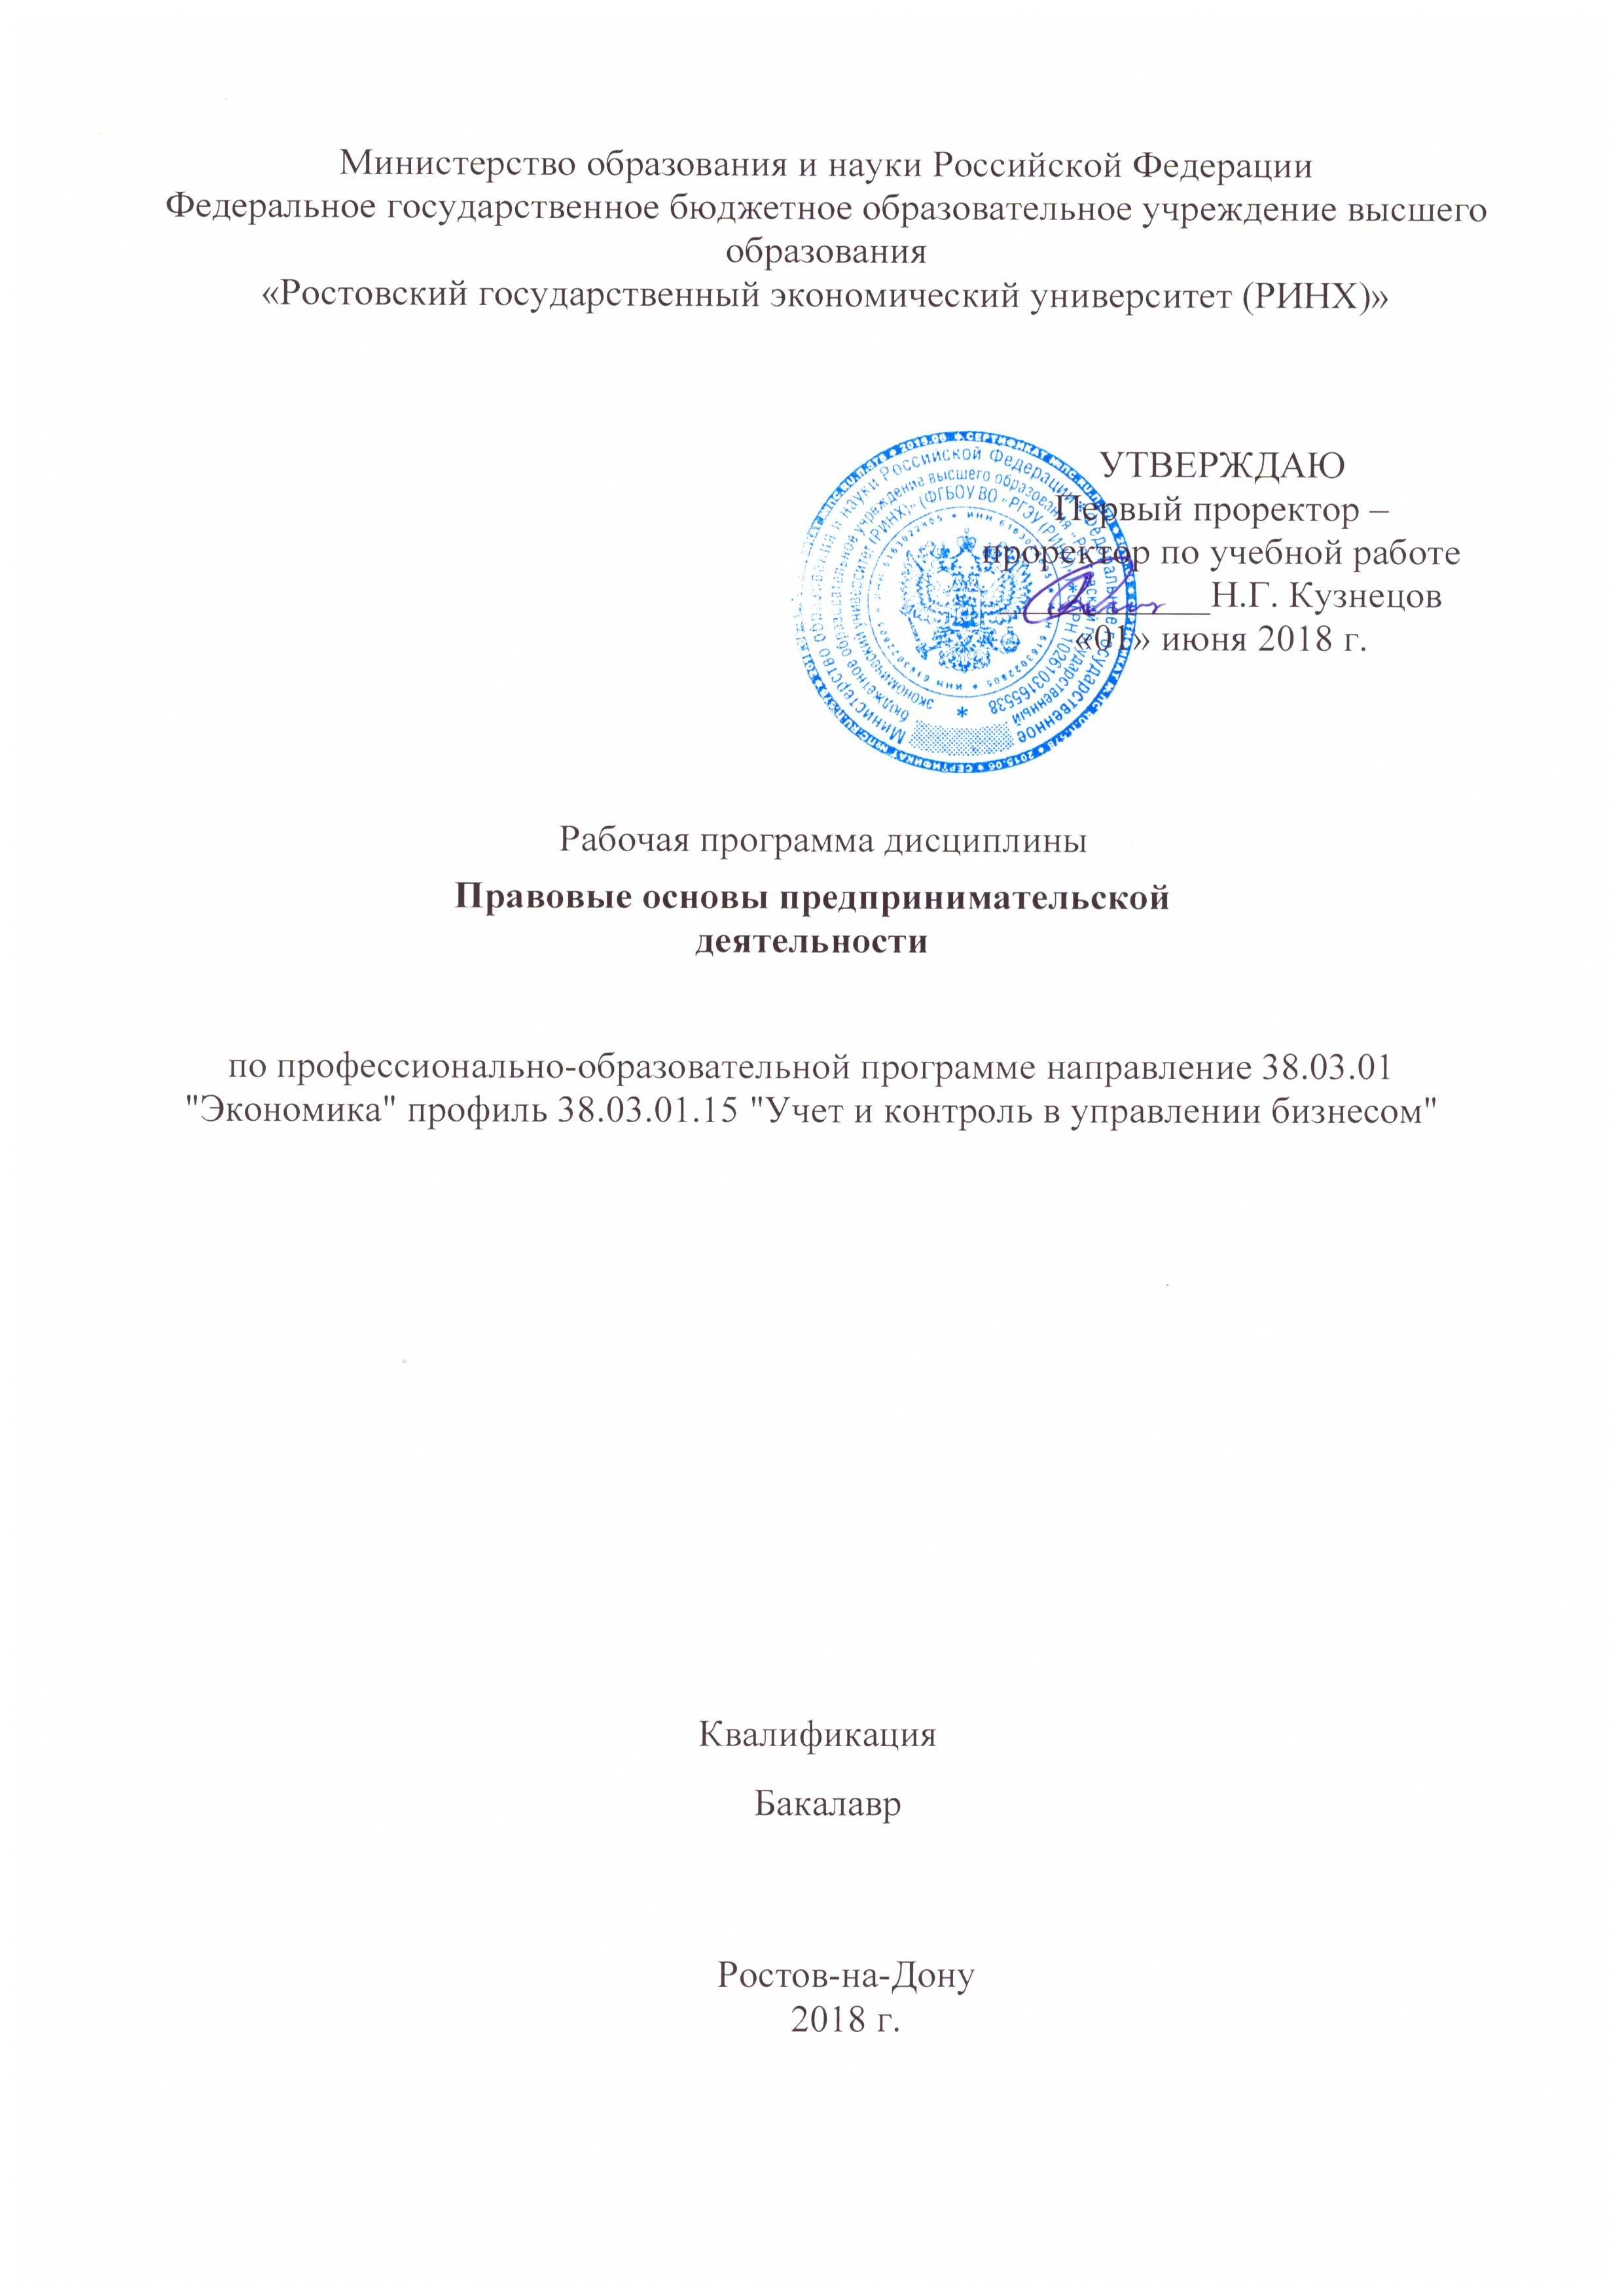 Министерство образования и науки Российской Федерации
Федеральное государственное бюджетное образовательное учреждение высшего
образования
«Ростовский государственный экономический университет (РИНХ)»
УТВЕРЖДАЮ
Первый проректор –
проректор по учебной работе
Н.Г. Кузнецов
«01» июня 2018 г.
Рабочая программа дисциплины
Правовые основы предпринимательской
деятельности
по профессионально-образовательной программе направление 38.03.01
"Экономика" профиль 38.03.01.15 "Учет и контроль в управлении бизнесом"
Квалификация
Бакалавр
Ростов-на-Дону
2018 г.